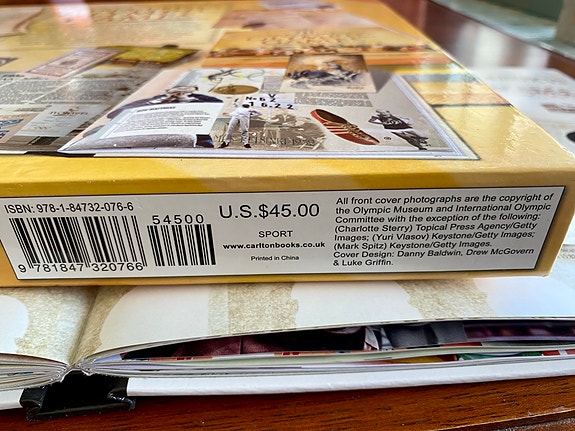 ISBN: 978-1-84732-076-6
54500
9 781847 320766
U.S.$45.00
SPORT
www.carltonbooks.co.uk
Printed in China
All front cover photographs are the copyright of
the Olympic Museum and International Olympic
Committee with the exception of the following:
(Charlotte Sterry) Topical Press Agency/Getty
Images; (Yuri Vlasov) Keystone/Getty Images;
(Mark Spitz) Keystone/Getty Images.
Cover Design: Danny Baldwin, Drew McGovern
& Luke Griffin.